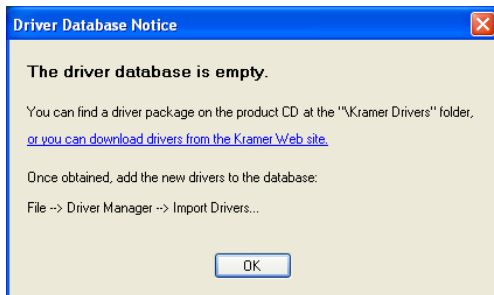 Driver Database Notice
The driver database is empty.
You can find a driver package on the product CD at the "\Kramer Drivers" folder,
or you can download drivers from the Kramer Web site.
Once obtained, add the new drivers to the database:
File --> Driver Manager --> Import Drivers...
OK